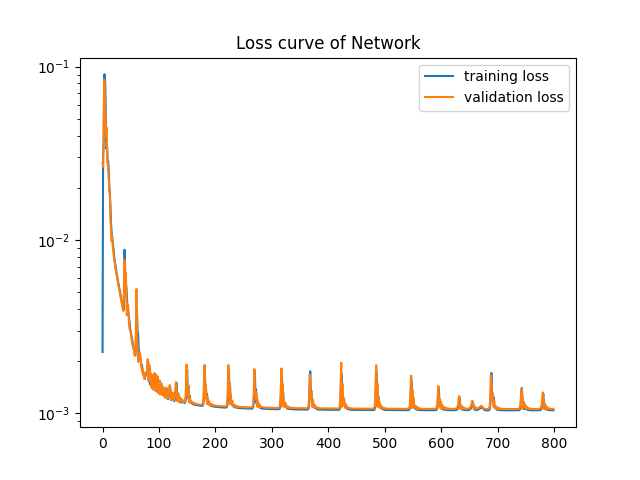 Loss curve of Network
training loss
validation loss
10⁻¹
10⁻²
10⁻³
0 100 200 300 400 500 600 700 800